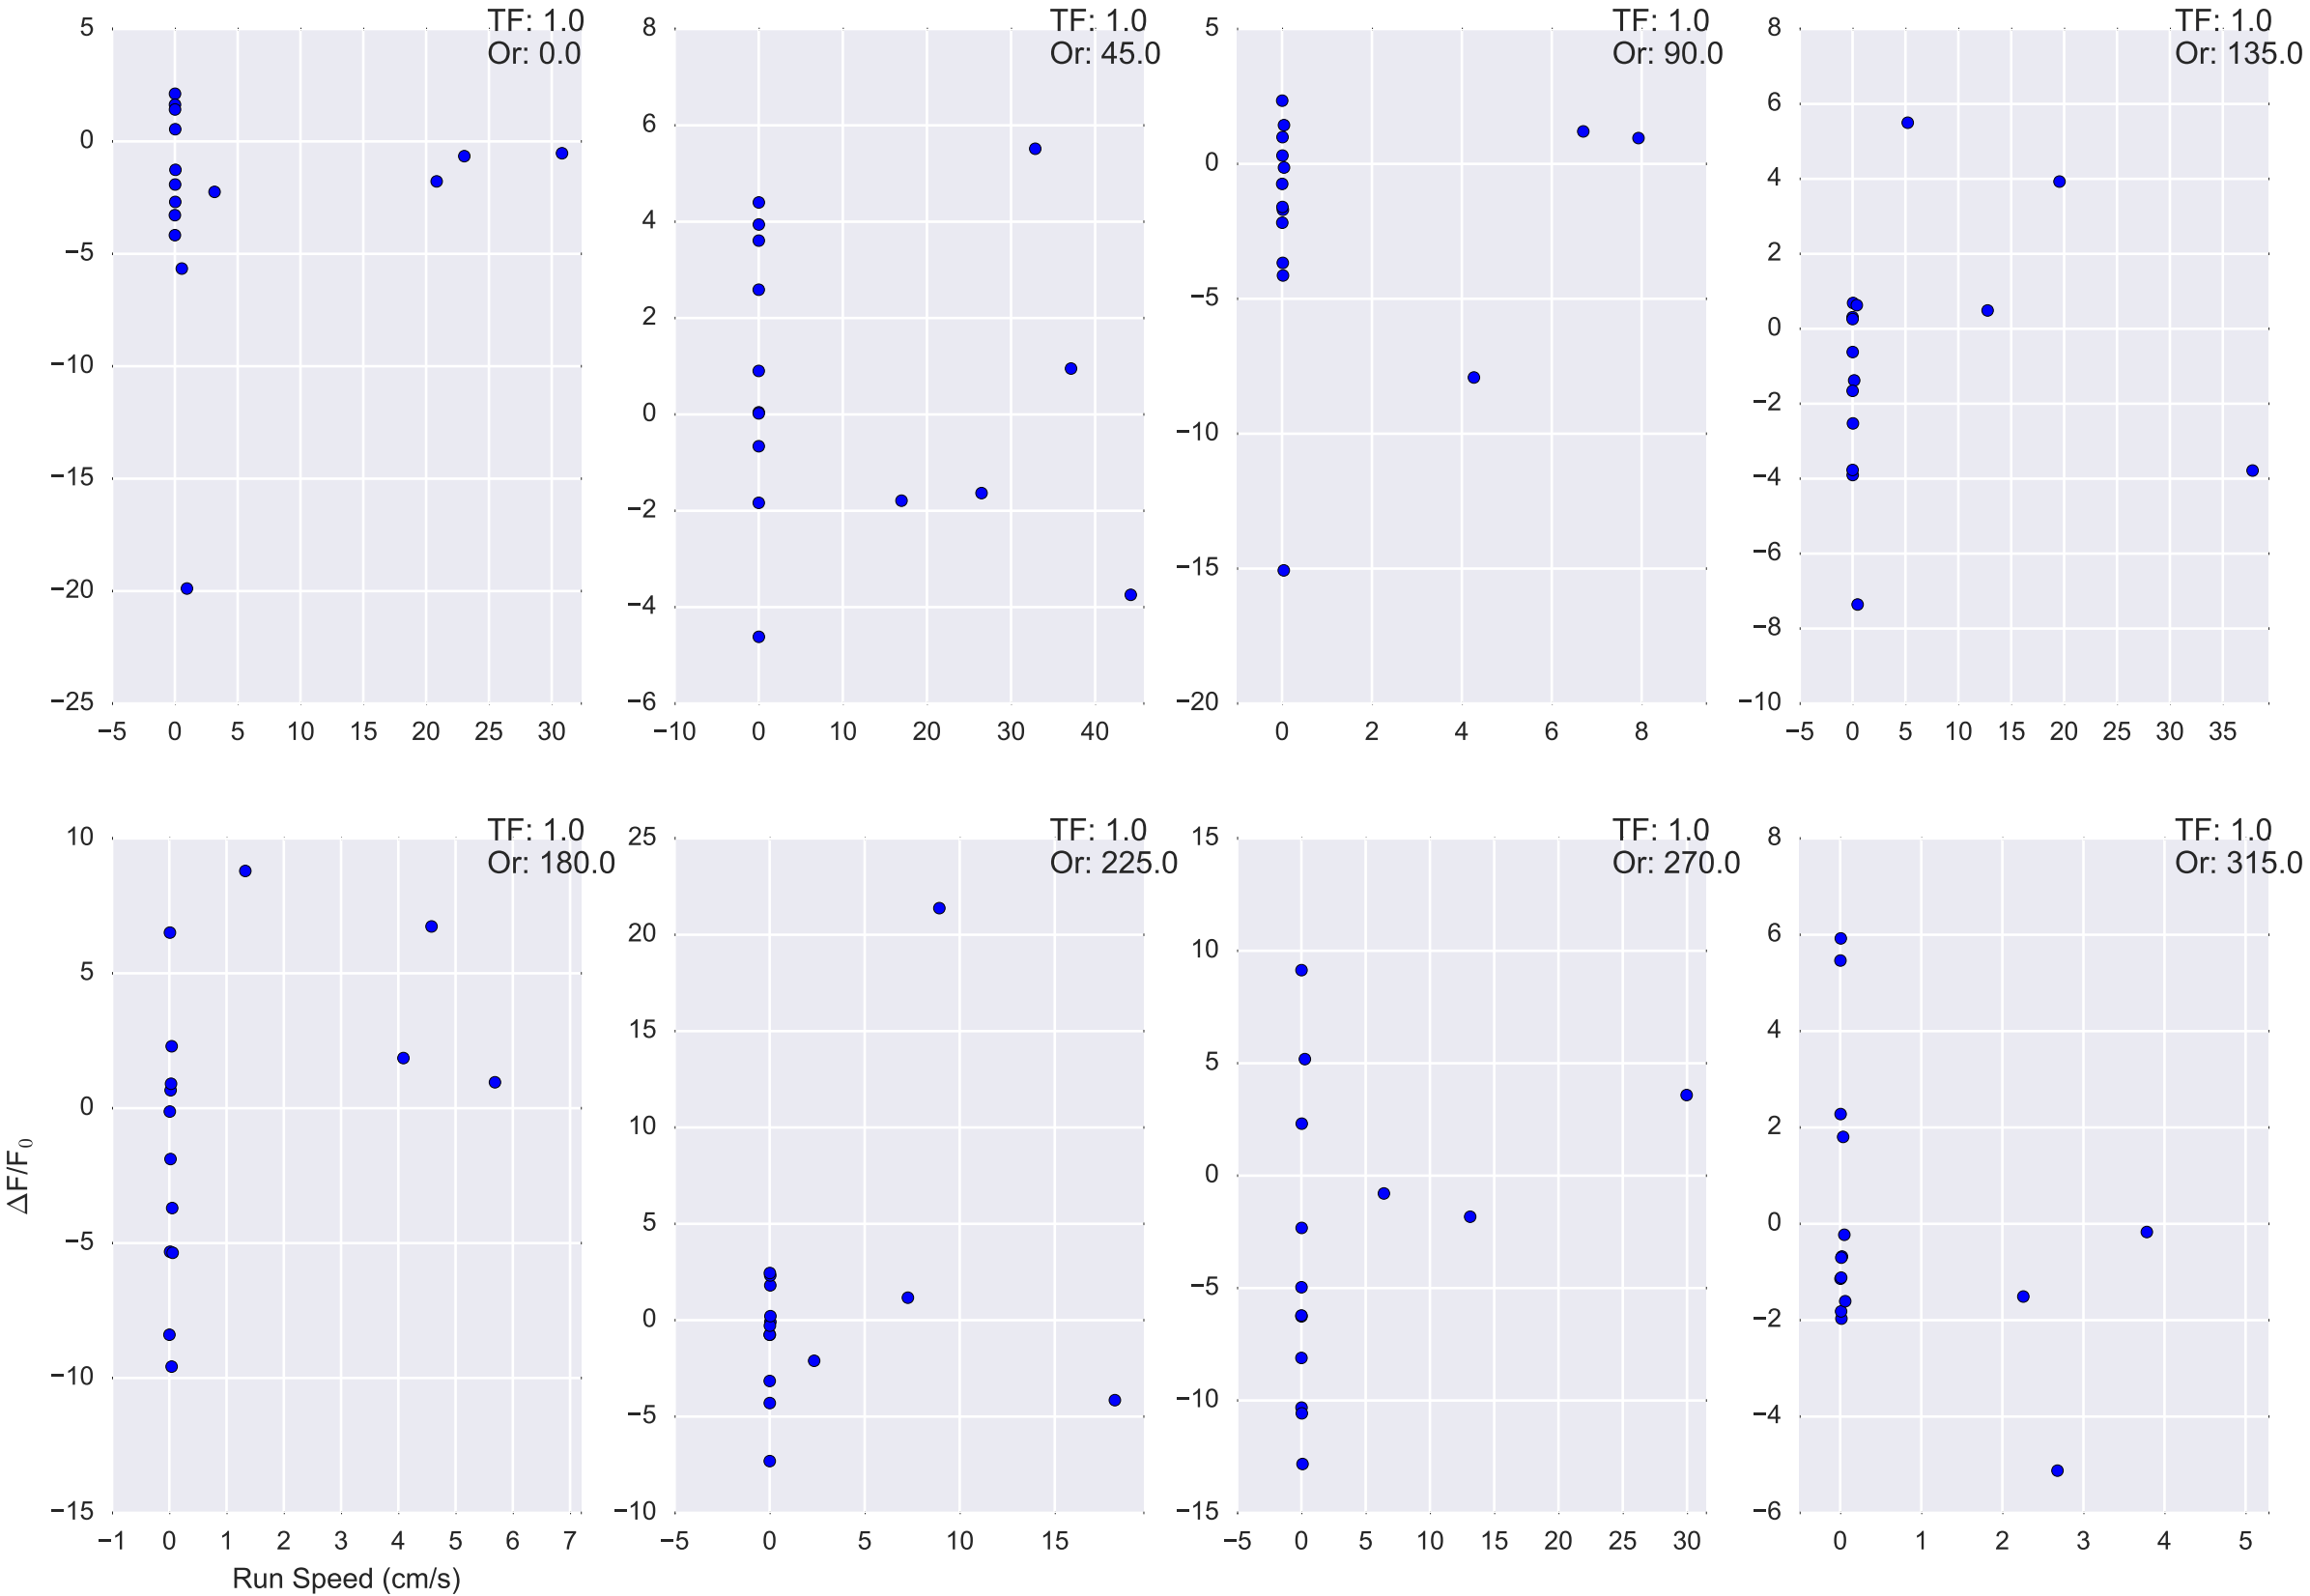 TF: 1.0
Or: 0.0
5
0
−5
−10
−15
−20
−25
−5 0 5 10 15 20 25 30
TF: 1.0
Or: 45.0
8
6
4
2
0
−2
−4
−6
−10 0 10 20 30 40
TF: 1.0
Or: 90.0
5
0
−5
−10
−15
−20
0 2 4 6 8
TF: 1.0
Or: 135.0
8
6
4
2
0
−2
−4
−6
−8
−10
−5 0 5 10 15 20 25 30 35
TF: 1.0
Or: 180.0
10
5
0
−5
−10
−15
−1 0 1 2 3 4 5 6 7
Run Speed (cm/s)
ΔF/F₀
TF: 1.0
Or: 225.0
25
20
15
10
5
0
−5
−10
−5 0 5 10 15
TF: 1.0
Or: 270.0
15
10
5
0
−5
−10
−15
−5 0 5 10 15 20 25 30
TF: 1.0
Or: 315.0
8
6
4
2
0
−2
−4
−6
0 1 2 3 4 5